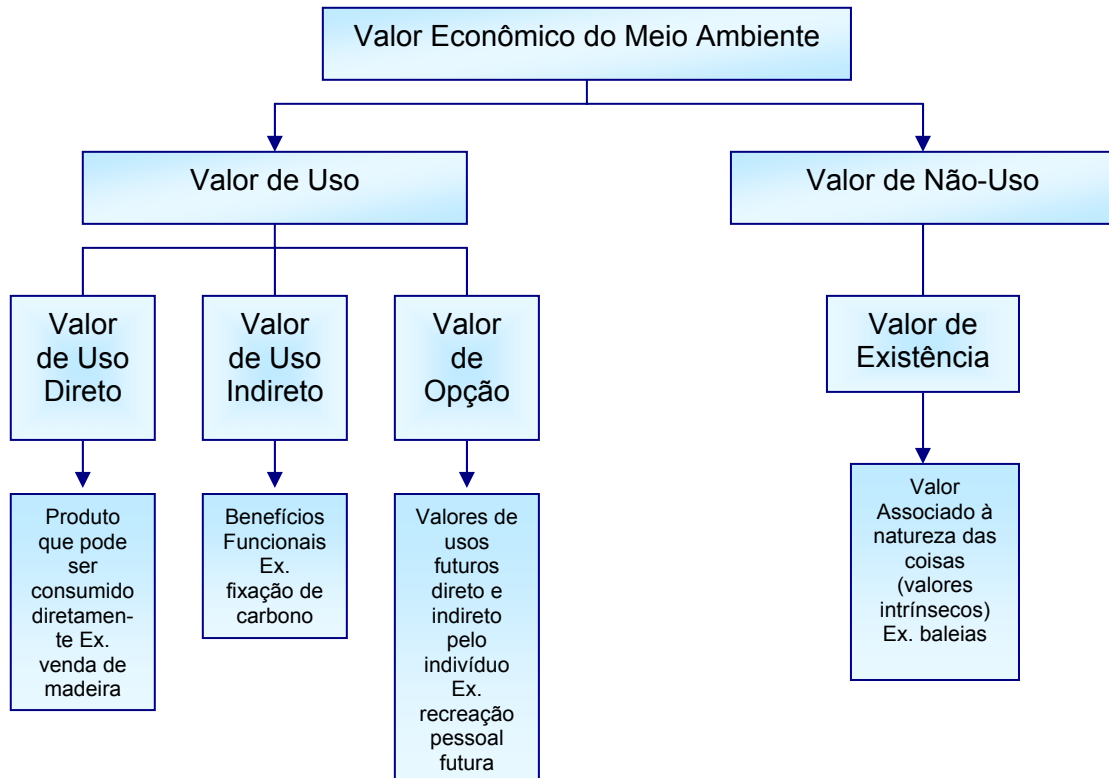 Valor Econômico do Meio Ambiente
Valor de Uso
Valor de Não-Uso
Valor
de Uso
Direto
Valor
de Uso
Indireto
Valor
de
Opção
Valor de
Existência
Produto
que pode
ser
consumido
diretamen-
te Ex.
venda de
madeira
Benefícios
Funcionais
Ex.
fixação de
carbono
Valores de
usos
futuros
direto e
indireto
pelo
indivíduo
Ex.
recreação
pessoal
futura
Valor
Associado à
natureza das
coisas
(valores
intrínsecos)
Ex. baleias